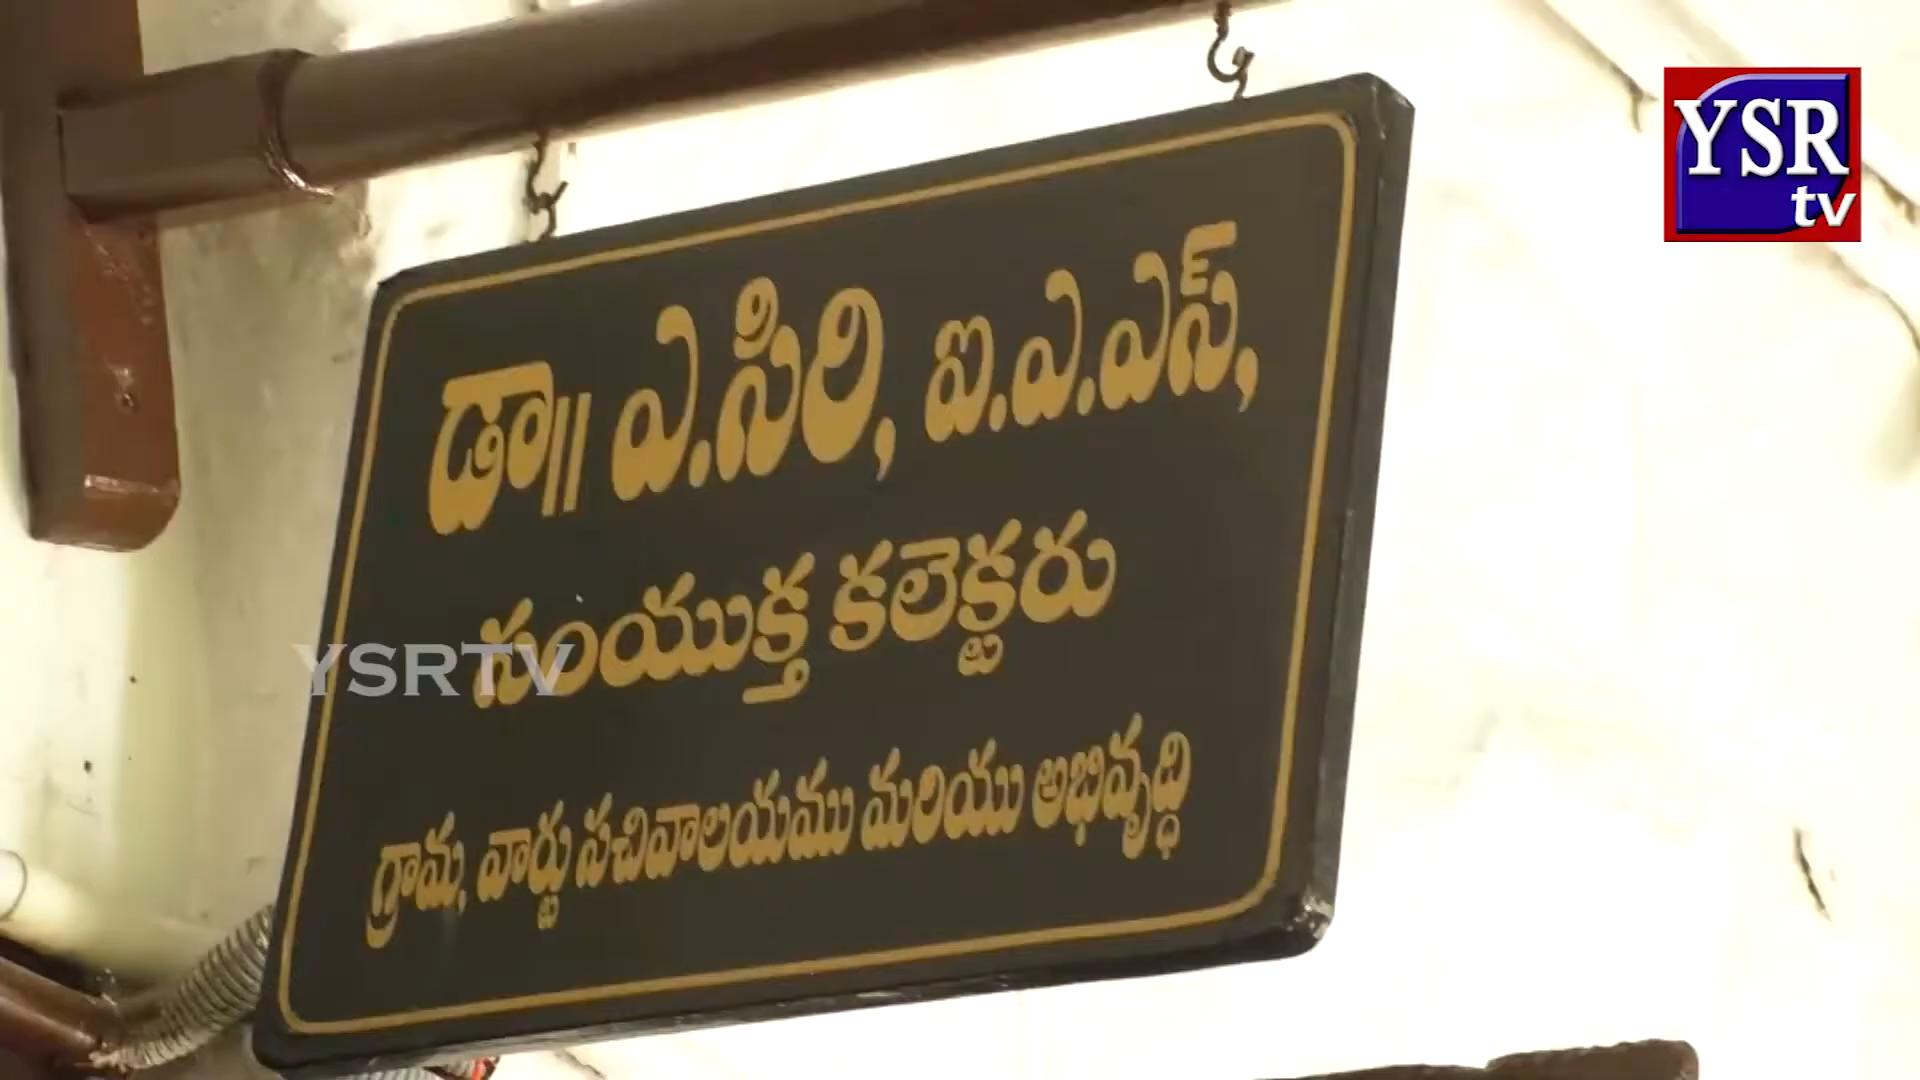 YSR
tv
డా|| ఎ.సిరి, ఐ.ఎ.ఎస్,
సంయుక్త కలెక్టరు
YSRTV
గ్రామ, వార్డు సచివాలయము మరియు అభివృద్ధి